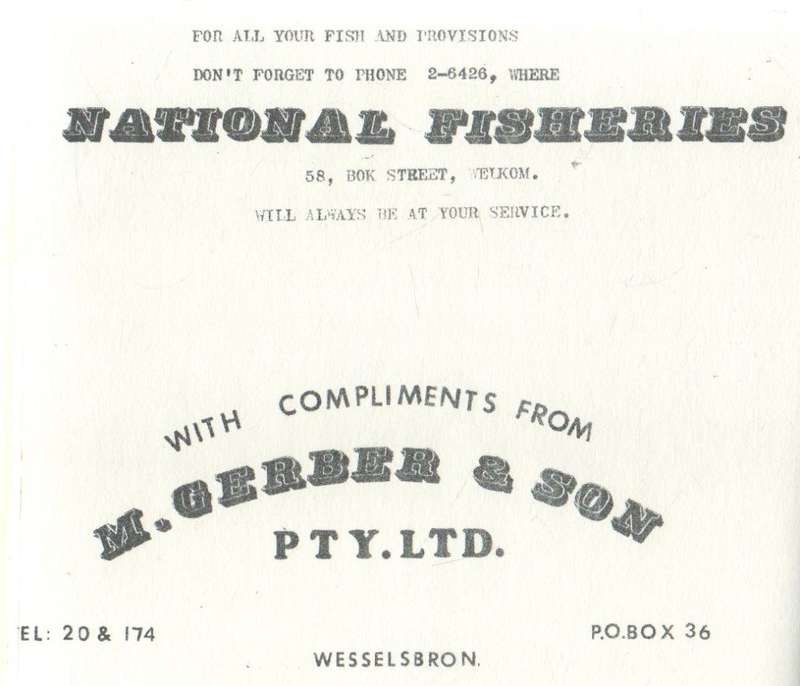 FOR ALL YOUR FISH AND PROVISIONS
DON'T FORGET TO PHONE 2-6426, WHERE
NATIONAL FISHERIES
58, BOK STREET, WELKOM.
WILL ALWAYS BE AT YOUR SERVICE.
WITH COMPLIMENTS FROM
M. GERBER & SON
PTY. LTD.
EL: 20 & 174 P.O.BOX 36
WESSELSBRON.